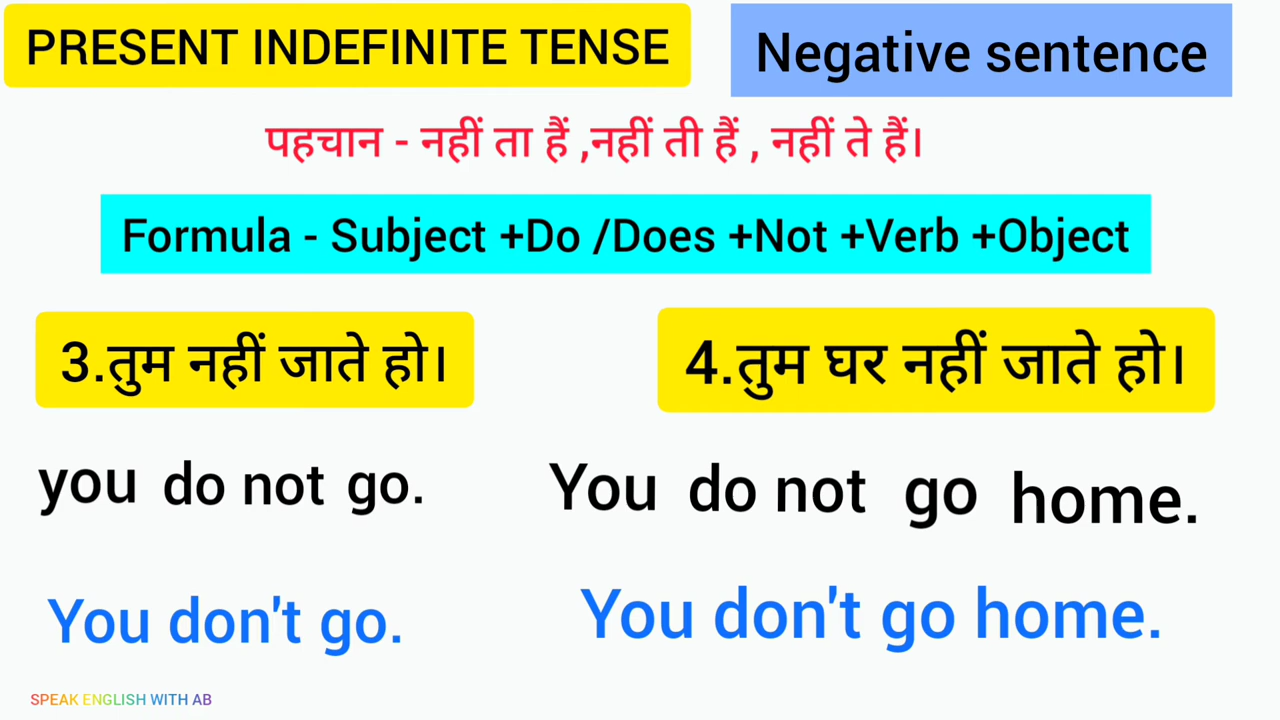 PRESENT INDEFINITE TENSE
Negative sentence
पहचान - नहीं ता हैं ,नहीं ती हैं , नहीं ते हैं।
Formula - Subject +Do /Does +Not +Verb +Object
3.तुम नहीं जाते हो।
4.तुम घर नहीं जाते हो।
you do not go.
You do not go home.
You don't go.
You don't go home.
SPEAK ENGLISH WITH AB